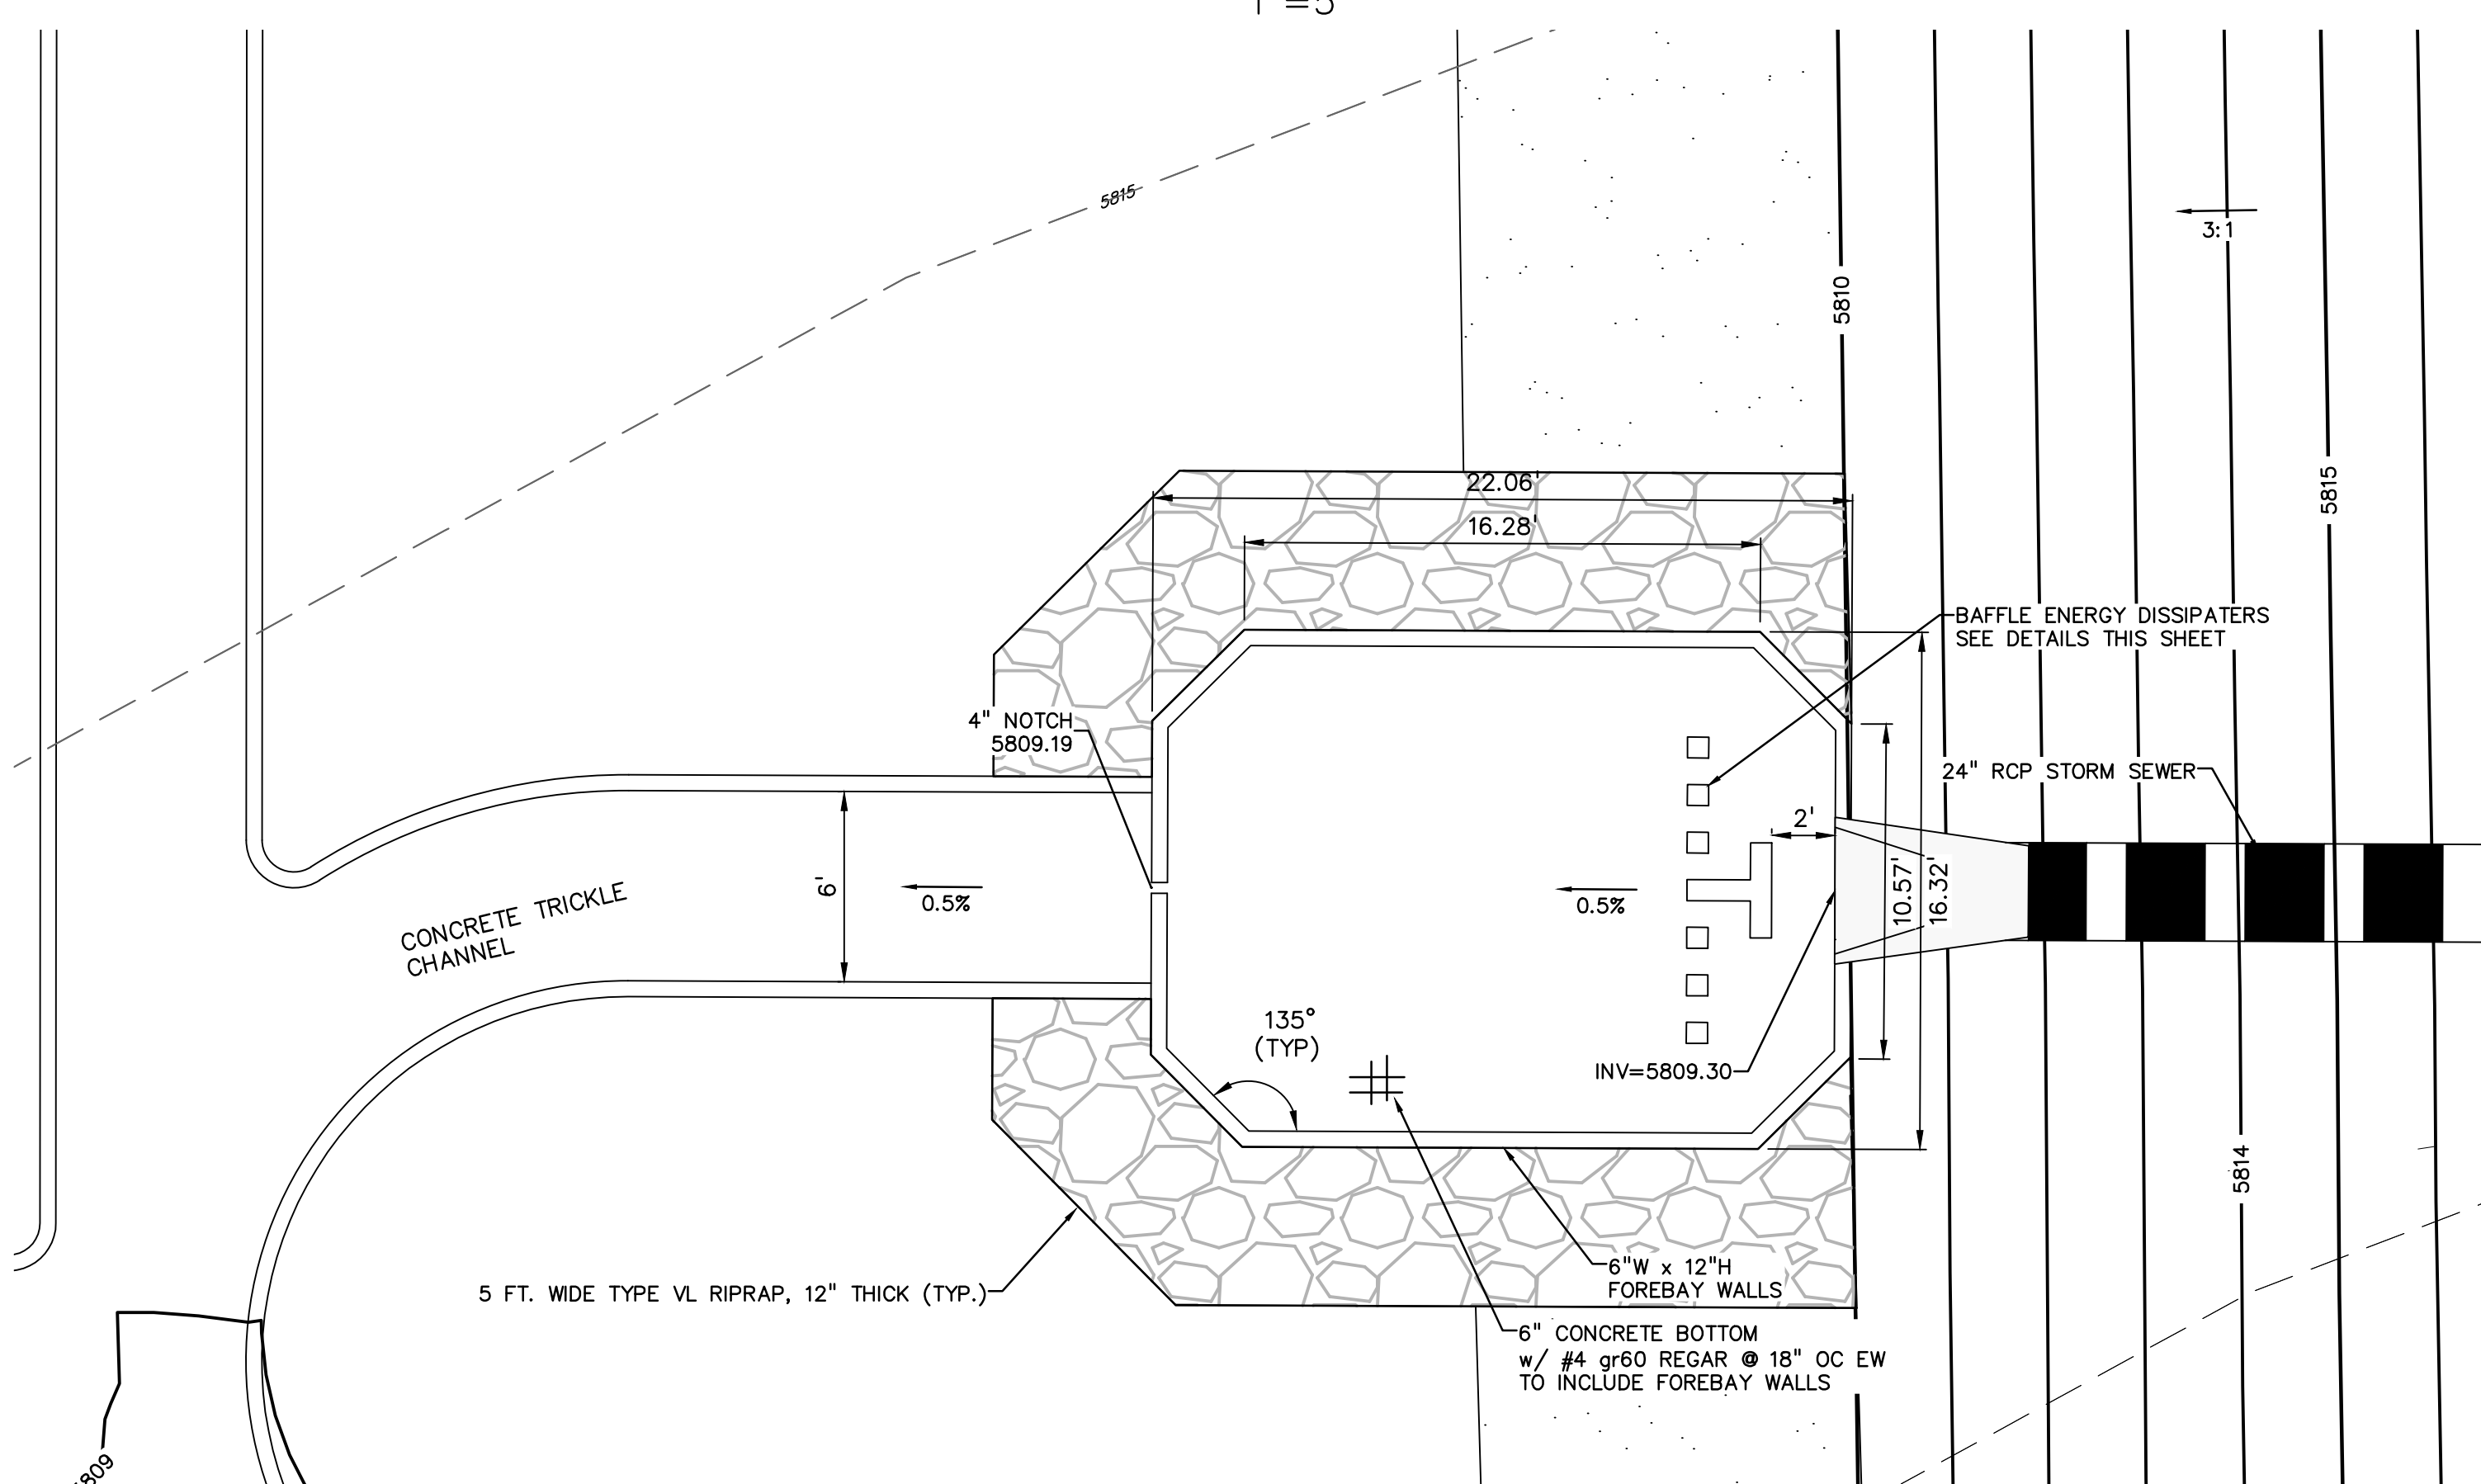 1"=5'
5815
3:1
5810
5815
22.06'
16.28'
BAFFLE ENERGY DISSIPATERS
SEE DETAILS THIS SHEET
4" NOTCH
5809.19
24" RCP STORM SEWER
2'
6'
0.5%
0.5%
10.57'
16.32'
CONCRETE TRICKLE
CHANNEL
135°
(TYP)
INV=5809.30
5814
5 FT. WIDE TYPE VL RIPRAP, 12" THICK (TYP.)
6"W x 12"H
FOREBAY WALLS
6" CONCRETE BOTTOM
w/ #4 gr60 REGAR @ 18" OC EW
TO INCLUDE FOREBAY WALLS
809